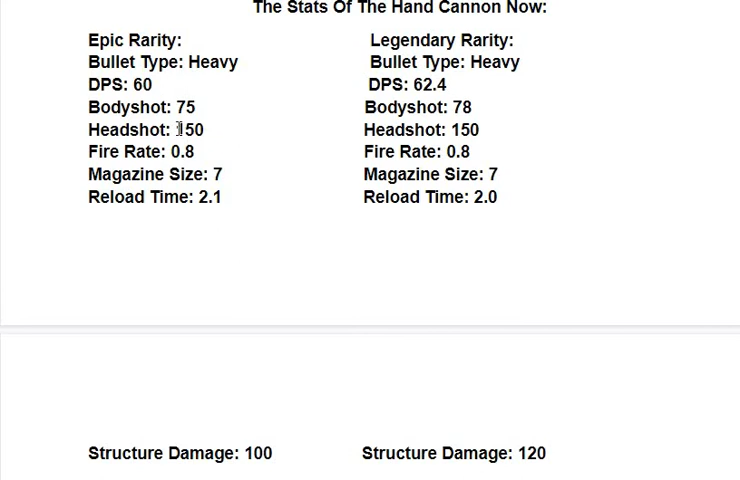 The Stats Of The Hand Cannon Now:
Epic Rarity: Legendary Rarity:
Bullet Type: Heavy Bullet Type: Heavy
DPS: 60 DPS: 62.4
Bodyshot: 75 Bodyshot: 78
Headshot: 150 Headshot: 150
Fire Rate: 0.8 Fire Rate: 0.8
Magazine Size: 7 Magazine Size: 7
Reload Time: 2.1 Reload Time: 2.0
Structure Damage: 100 Structure Damage: 120